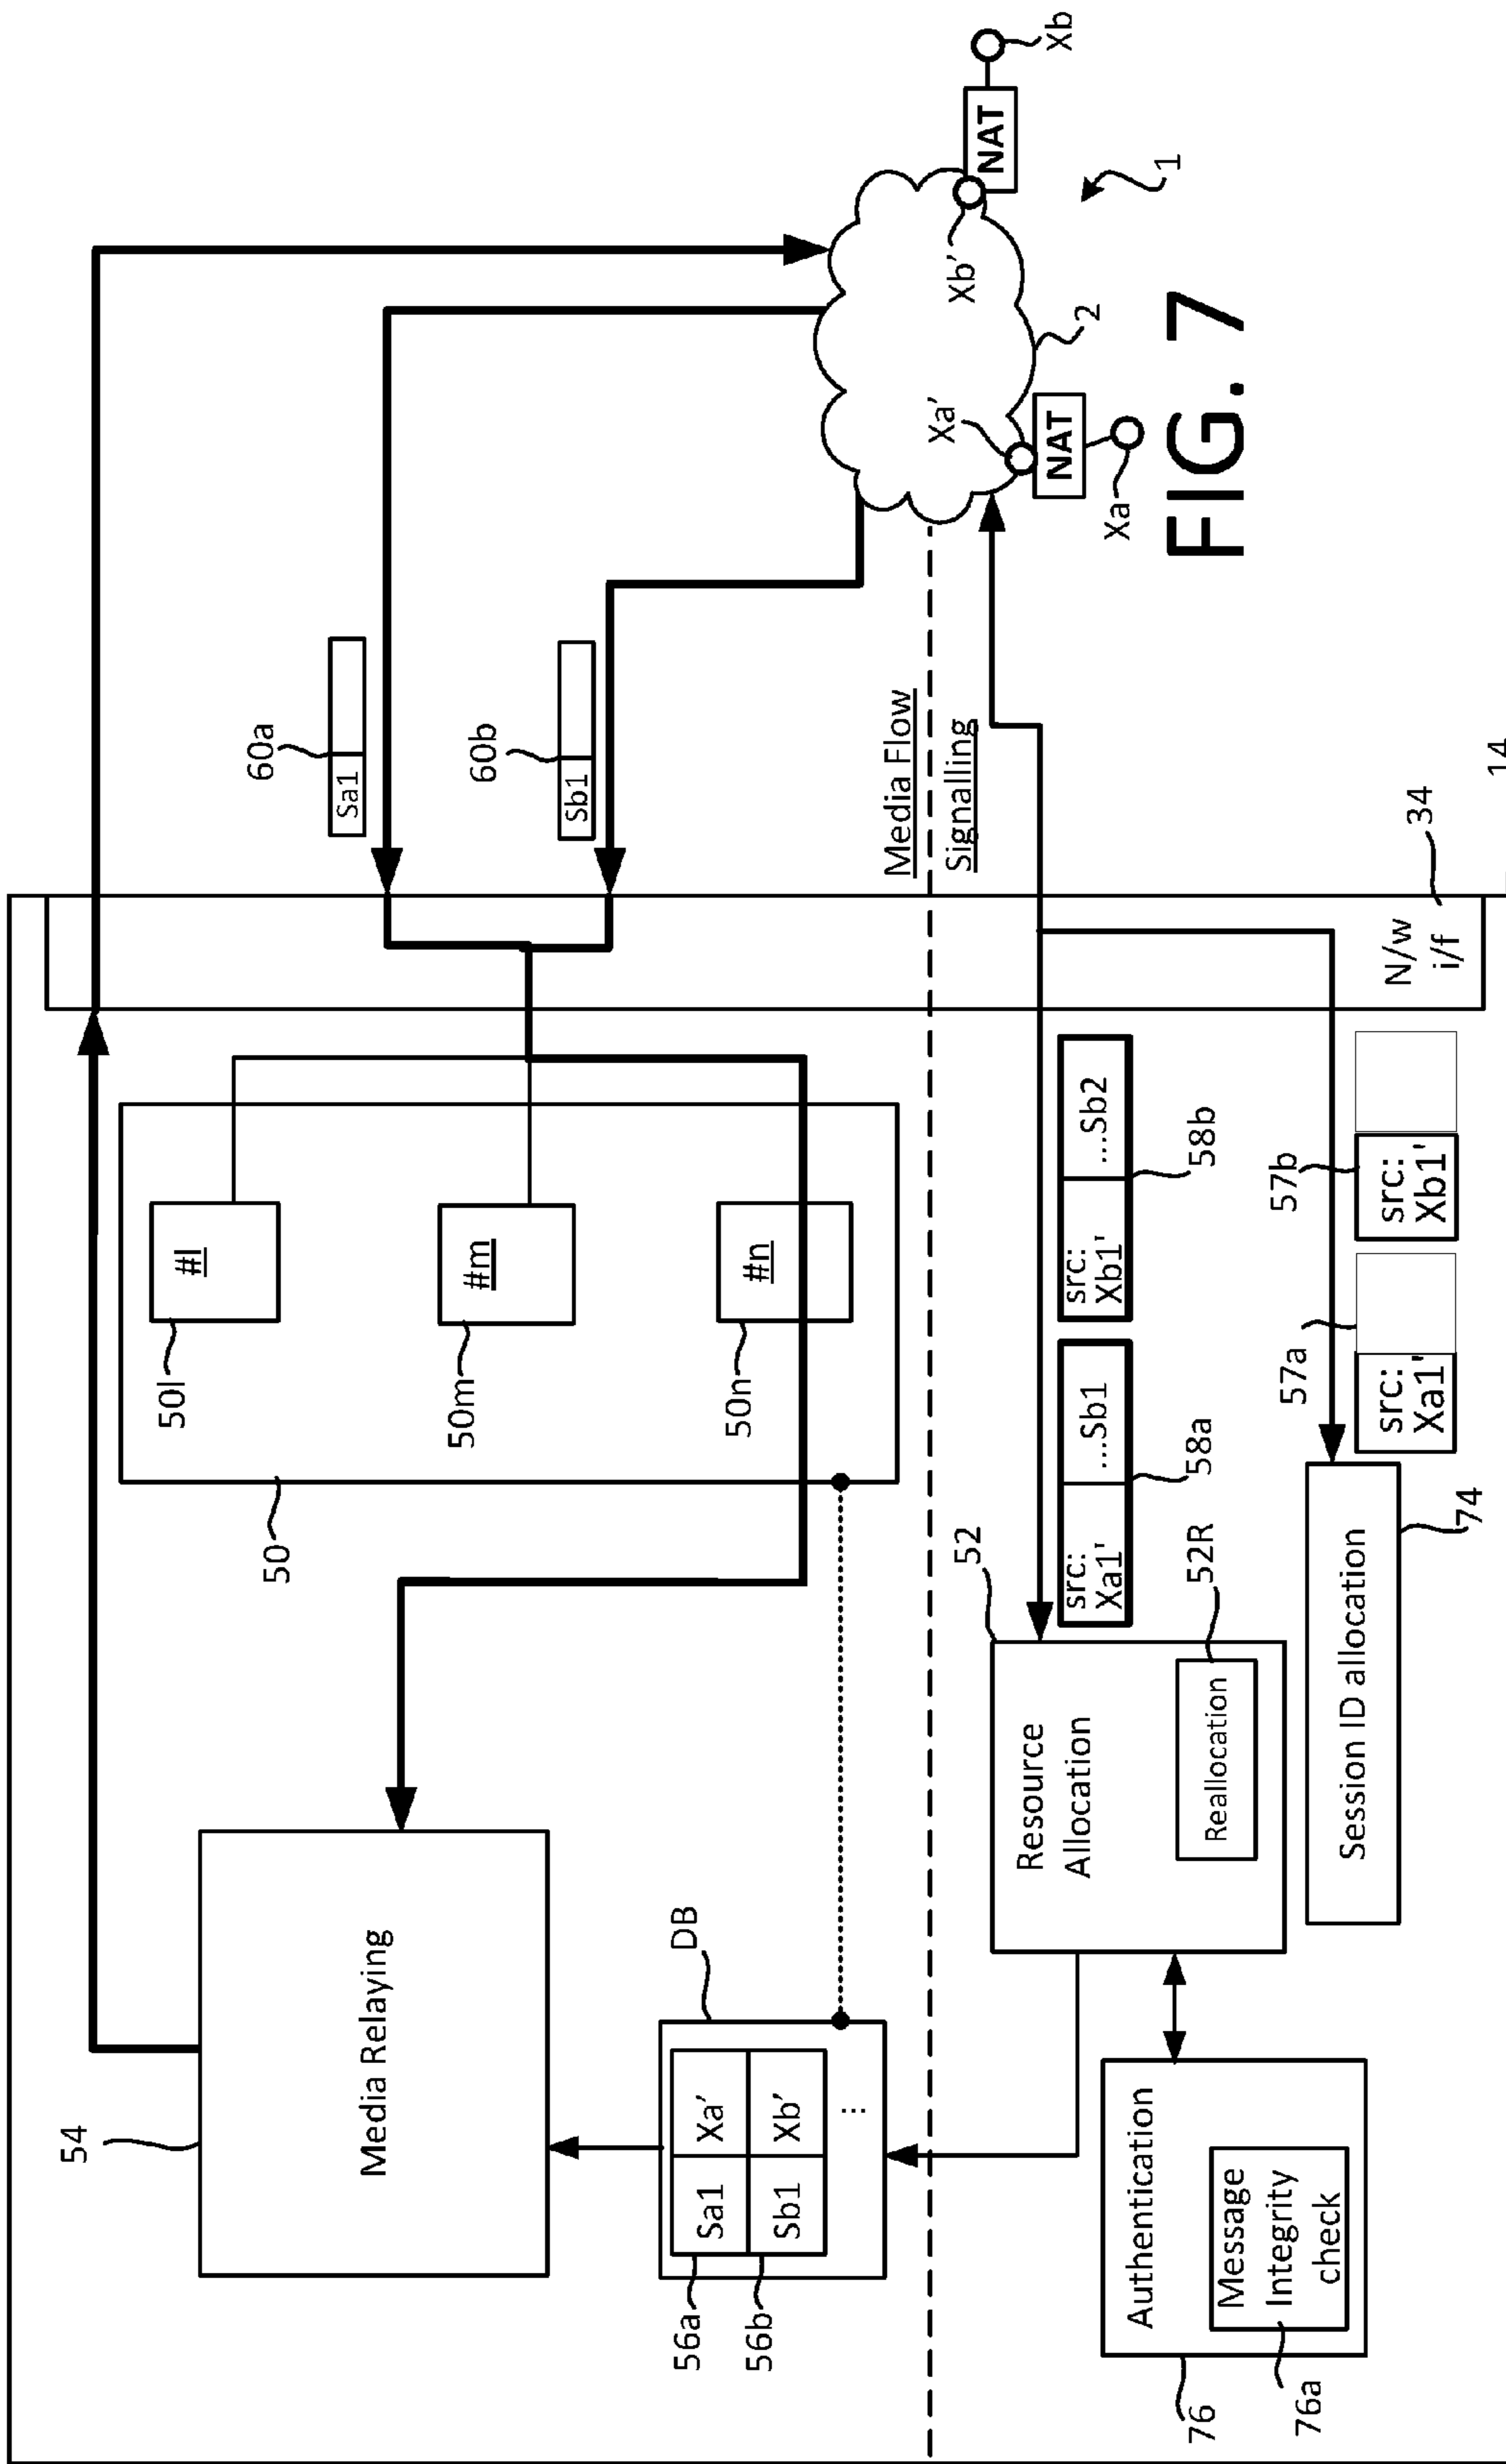 54
Media Relaying
DB
56a
Sa1
Xa'
56b
Sb1
Xb'
...
50
50l
#l
50m
#m
50n
#n
60a
Sa1
60b
Sb1
Media Flow
Signalling
76
Authentication
76a
Message
Integrity
check
52
Resource
Allocation
52R
Reallocation
src:
Xa1'
...Sb1
58a
src:
Xb1'
...Sb2
58b
Session ID allocation
74
57a
src:
Xa1'
57b
src:
Xb1'
N/w
i/f
34
14
2
Xa'
NAT
Xa
Xb'
NAT
Xb
1
FIG. 7